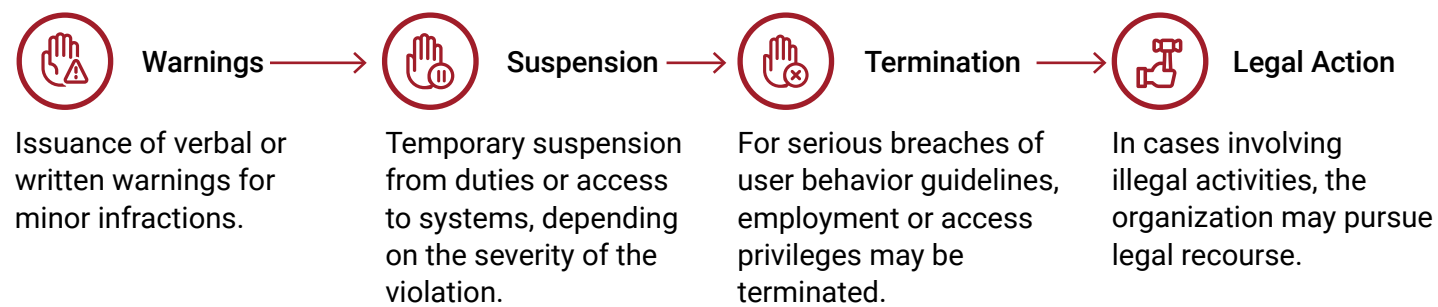 Warnings
Issuance of verbal or
written warnings for
minor infractions.
Suspension
Temporary suspension
from duties or access
to systems, depending
on the severity of the
violation.
Termination
For serious breaches of
user behavior guidelines,
employment or access
privileges may be
terminated.
Legal Action
In cases involving
illegal activities, the
organization may pursue
legal recourse.